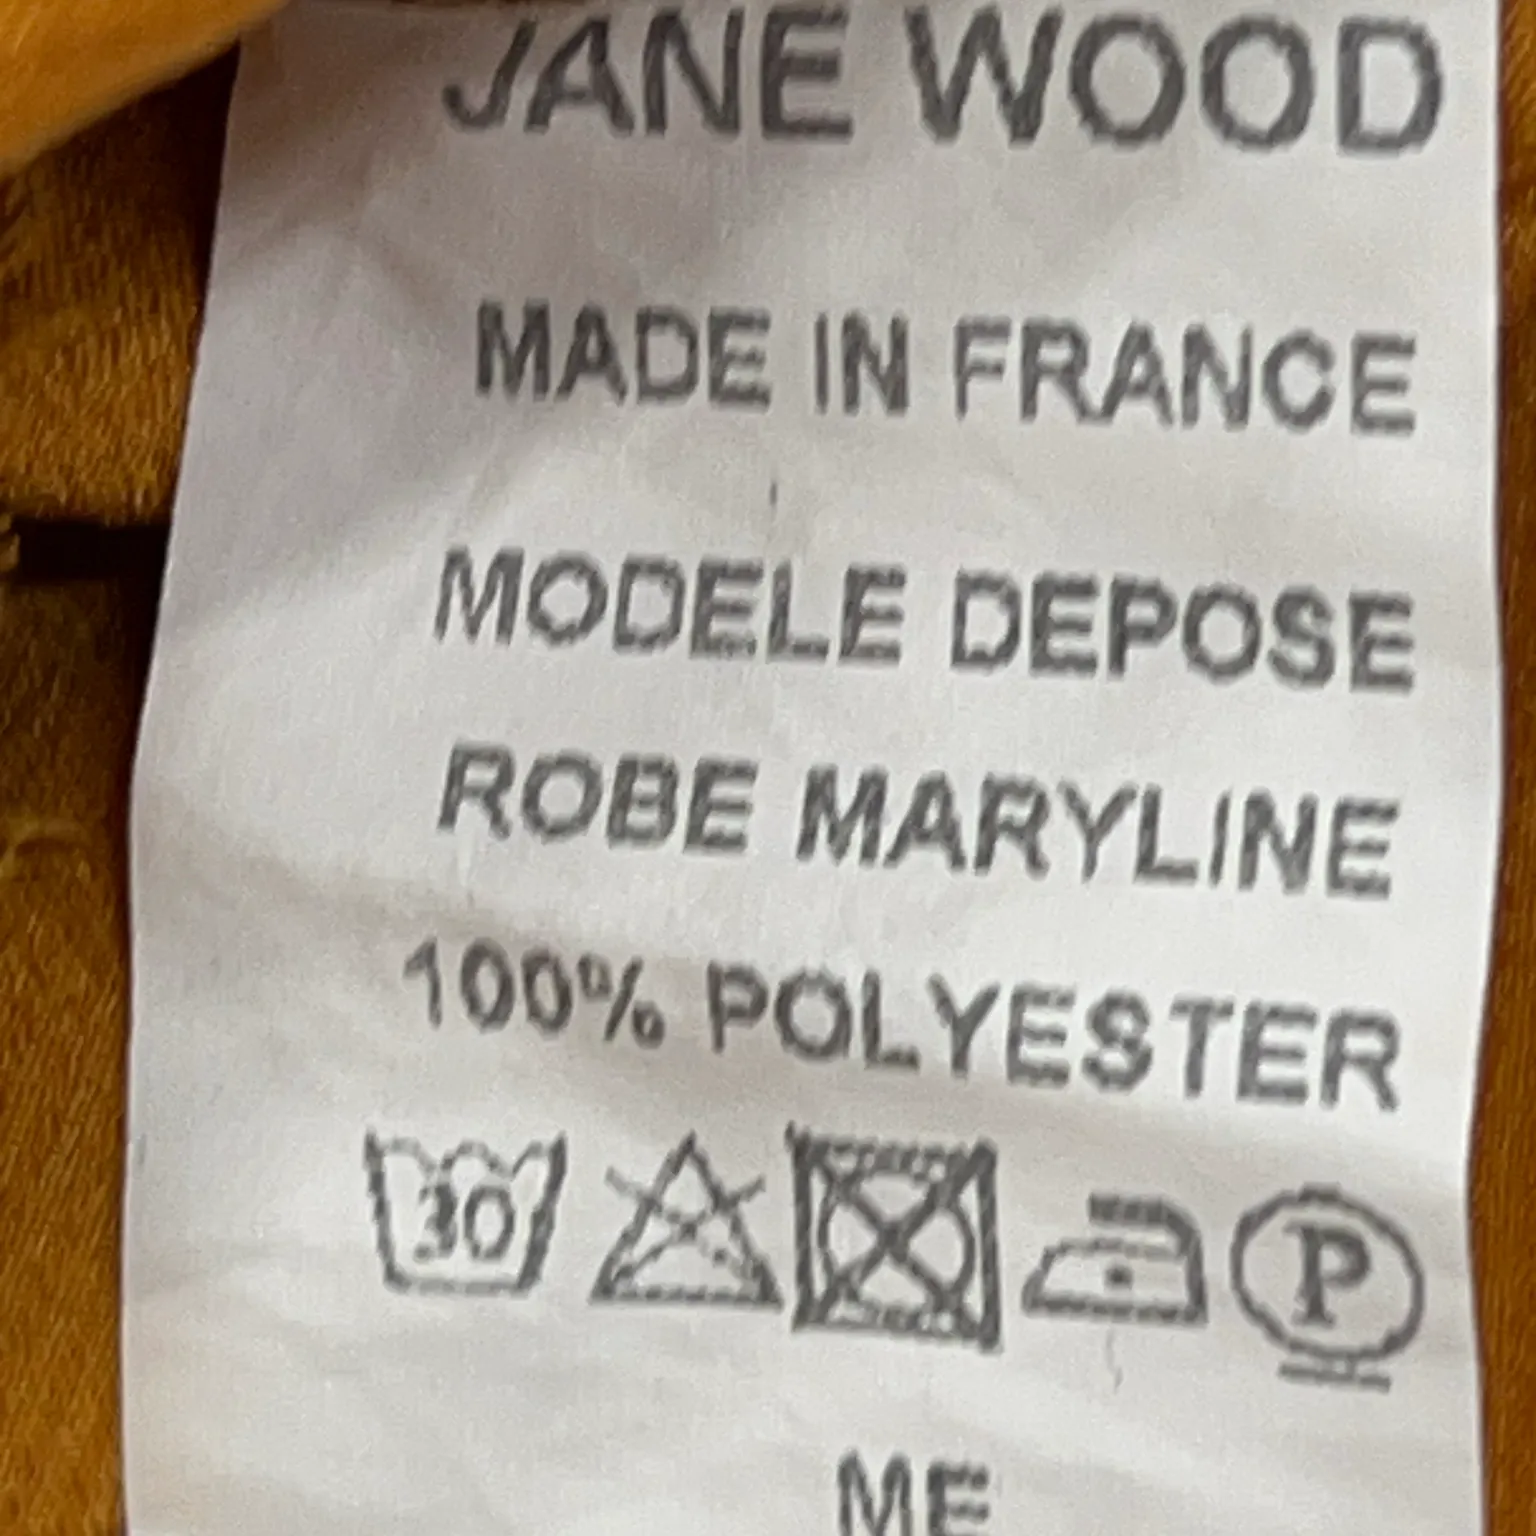 JANE WOOD
MADE IN FRANCE
MODELE DEPOSE
ROBE MARYLINE
100% POLYESTER
30 P
ME